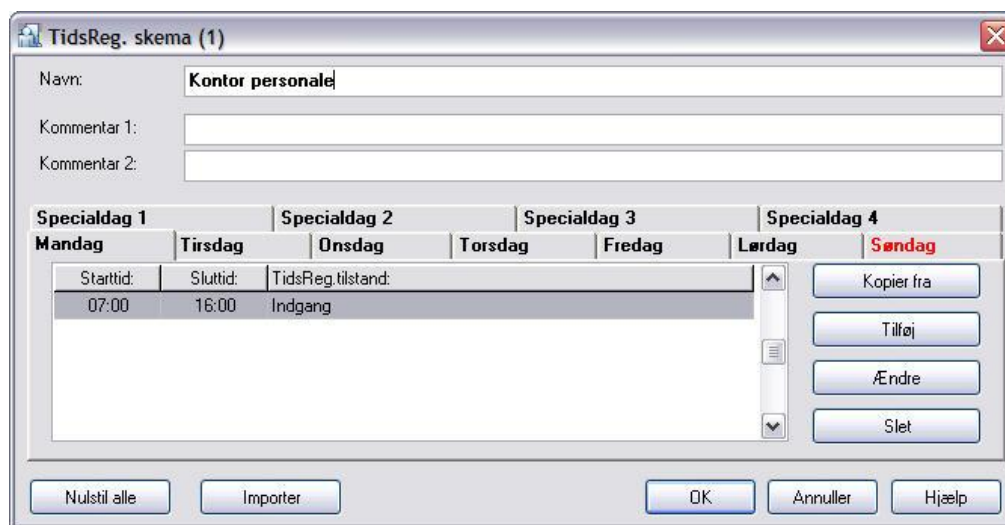 TidsReg. skema (1)
Navn: Kontor personale
Kommentar 1:
Kommentar 2:
Specialdag 1 Specialdag 2 Specialdag 3 Specialdag 4
Mandag Tirsdag Onsdag Torsdag Fredag Lørdag Søndag
Starttid: Sluttid: TidsReg.tilstand: Kopier fra
07:00 16:00 Indgang
Tilføj
Ændre
Slet
Nulstil alle Importer OK Annuller Hjælp